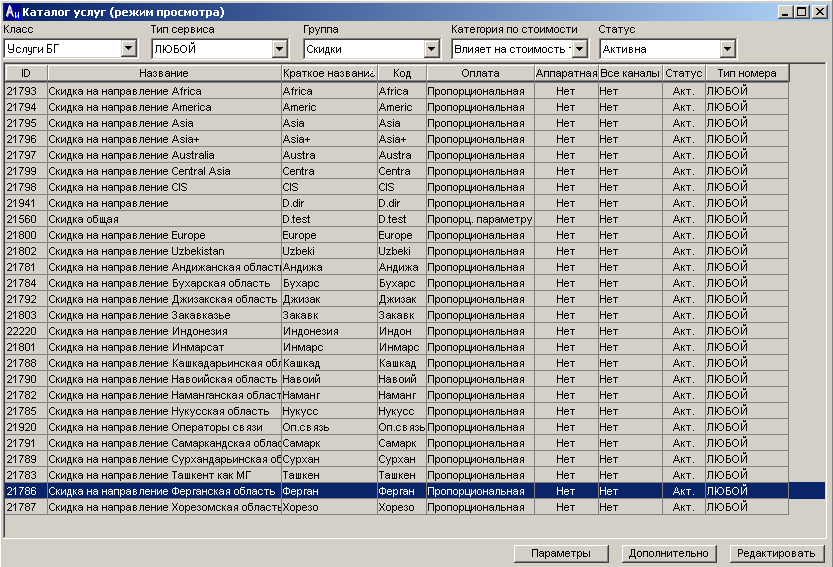 Каталог услуг (режим просмотра)
Класс Тип сервиса Группа Категория по стоимости Статус
Услуги БГ ЛЮБОЙ Скидки Влияет на стоимость Активна
ID Название Краткое название Код Оплата Аппаратная Все каналы Статус Тип номера
21793 Скидка на направление Africa Africa Africa Пропорциональная Нет Нет Акт. ЛЮБОЙ
21794 Скидка на направление America Americ Americ Пропорциональная Нет Нет Акт. ЛЮБОЙ
21795 Скидка на направление Asia Asia Asia Пропорциональная Нет Нет Акт. ЛЮБОЙ
21796 Скидка на направление Asia+ Asia+ Asia+ Пропорциональная Нет Нет Акт. ЛЮБОЙ
21797 Скидка на направление Australia Austra Austra Пропорциональная Нет Нет Акт. ЛЮБОЙ
21799 Скидка на направление Central Asia Centra Centra Пропорциональная Нет Нет Акт. ЛЮБОЙ
21798 Скидка на направление CIS CIS CIS Пропорциональная Нет Нет Акт. ЛЮБОЙ
21941 Скидка на направление D.dir D.dir Пропорциональная Нет Нет Акт. ЛЮБОЙ
21560 Скидка общая D.test D.test Пропорц. параметру Нет Нет Акт. ЛЮБОЙ
21800 Скидка на направление Europe Europe Europe Пропорциональная Нет Нет Акт. ЛЮБОЙ
21802 Скидка на направление Uzbekistan Uzbeki Uzbeki Пропорциональная Нет Нет Акт. ЛЮБОЙ
21781 Скидка на направление Андижанская область Андижа Андижа Пропорциональная Нет Нет Акт. ЛЮБОЙ
21784 Скидка на направление Бухарская область Бухарс Бухарс Пропорциональная Нет Нет Акт. ЛЮБОЙ
21792 Скидка на направление Джизакская область Джизак Джизак Пропорциональная Нет Нет Акт. ЛЮБОЙ
21803 Скидка на направление Закавказье Закавк Закавк Пропорциональная Нет Нет Акт. ЛЮБОЙ
22220 Скидка на направление Индонезия Индонезия Индон Пропорциональная Нет Нет Акт. ЛЮБОЙ
21801 Скидка на направление Инмарсат Инмарс Инмарс Пропорциональная Нет Нет Акт. ЛЮБОЙ
21788 Скидка на направление Кашкадарьинская обл Кашкад Кашкад Пропорциональная Нет Нет Акт. ЛЮБОЙ
21790 Скидка на направление Навоийская область Навоий Навоий Пропорциональная Нет Нет Акт. ЛЮБОЙ
21782 Скидка на направление Наманганская област Наманг Наманг Пропорциональная Нет Нет Акт. ЛЮБОЙ
21785 Скидка на направление Нукусская область Нукусс Нукусс Пропорциональная Нет Нет Акт. ЛЮБОЙ
21920 Скидка на направление Операторы связи Оп.связь Оп.связь Пропорциональная Нет Нет Акт. ЛЮБОЙ
21791 Скидка на направление Самаркандская облас Самарк Самарк Пропорциональная Нет Нет Акт. ЛЮБОЙ
21789 Скидка на направление Сурхандарьинская об Сурхан Сурхан Пропорциональная Нет Нет Акт. ЛЮБОЙ
21783 Скидка на направление Ташкент как МГ Ташкен Ташкен Пропорциональная Нет Нет Акт. ЛЮБОЙ
21786 Скидка на направление Ферганская область Ферган Ферган Пропорциональная Нет Нет Акт. ЛЮБОЙ
21787 Скидка на направление Хорезомская область Хорезо Хорезо Пропорциональная Нет Нет Акт. ЛЮБОЙ
Параметры Дополнительно Редактировать